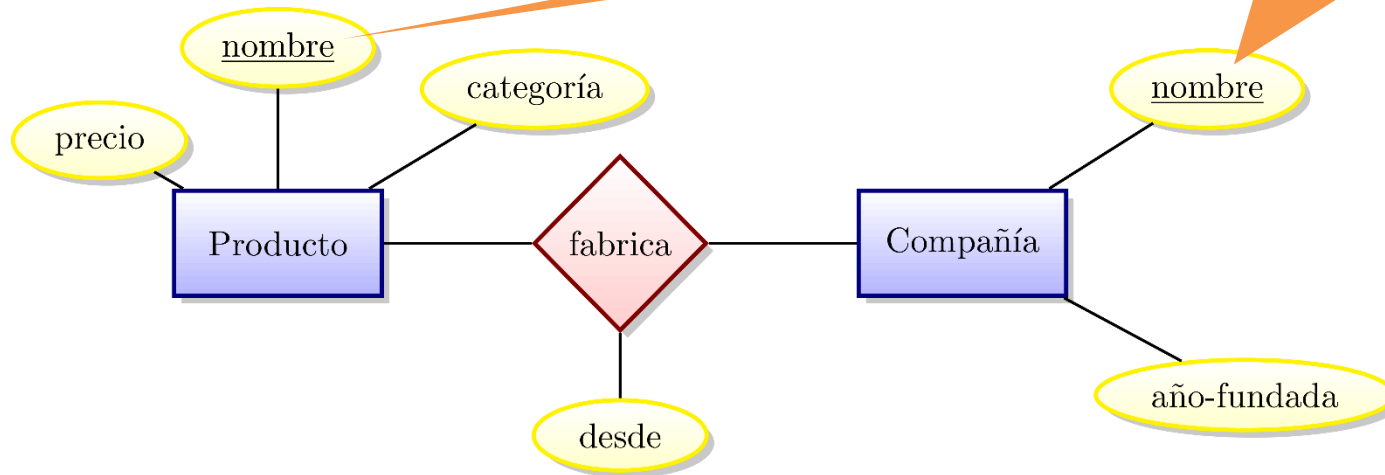 nombre
categoría
nombre
precio
Producto
fabrica
Compañía
año-fundada
desde